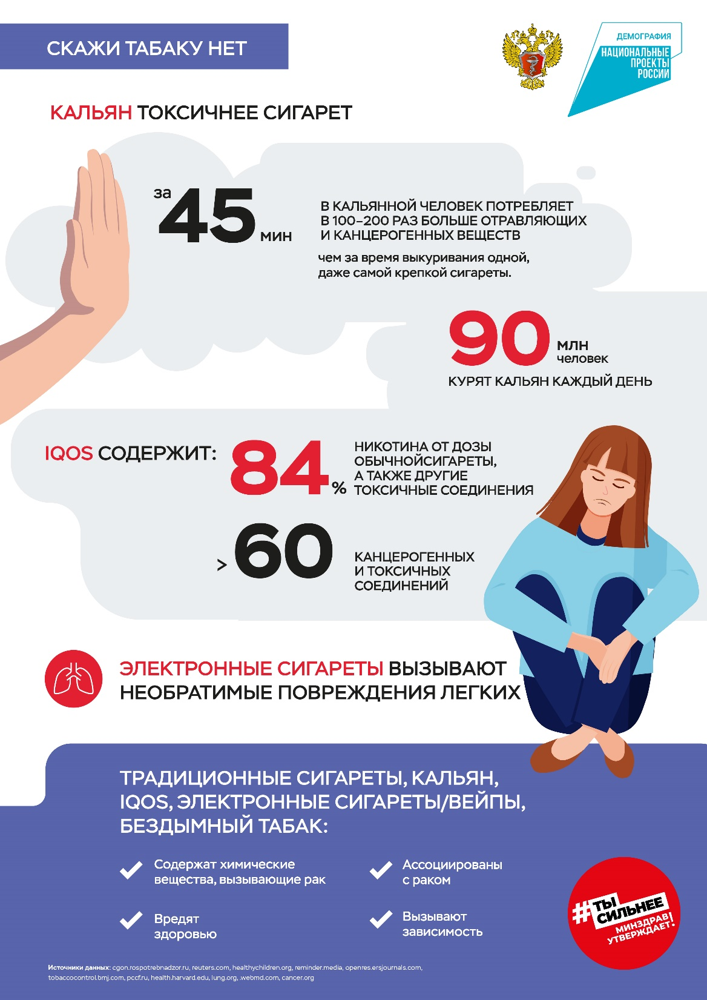 СКАЖИ ТАБАКУ НЕТ
ДЕМОГРАФИЯ
НАЦИОНАЛЬНЫЕ
ПРОЕКТЫ
РОССИИ
КАЛЬЯН ТОКСИЧНЕЕ СИГАРЕТ
за 45 мин
В КАЛЬЯННОЙ ЧЕЛОВЕК ПОТРЕБЛЯЕТ
В 100–200 РАЗ БОЛЬШЕ ОТРАВЛЯЮЩИХ
И КАНЦЕРОГЕННЫХ ВЕЩЕСТВ
чем за время выкуривания одной,
даже самой крепкой сигареты.
90 МЛН
человек
КУРЯТ КАЛЬЯН КАЖДЫЙ ДЕНЬ
IQOS СОДЕРЖИТ: 84 %
НИКОТИНА ОТ ДОЗЫ
ОБЫЧНОЙСИГАРЕТЫ,
А ТАКЖЕ ДРУГИЕ
ТОКСИЧНЫЕ СОЕДИНЕНИЯ
> 60
КАНЦЕРОГЕННЫХ
И ТОКСИЧНЫХ
СОЕДИНЕНИЙ
ЭЛЕКТРОННЫЕ СИГАРЕТЫ ВЫЗЫВАЮТ
НЕОБРАТИМЫЕ ПОВРЕЖДЕНИЯ ЛЕГКИХ
ТРАДИЦИОННЫЕ СИГАРЕТЫ, КАЛЬЯН,
IQOS, ЭЛЕКТРОННЫЕ СИГАРЕТЫ/ВЕЙПЫ,
БЕЗДЫМНЫЙ ТАБАК:
Содержат химические
вещества, вызывающие рак
Ассоциированы
с раком
Вредят
здоровью
Вызывают
зависимость
#ТЫ
СИЛЬНЕЕ
МИНЗДРАВ
УТВЕРЖДАЕТ!
Источники данных: cgon.rospotrebnadzor.ru, reuters.com, healthychildren.org, reminder.media, openres.ersjournals.com,
tobaccocontrol.bmj.com, pccf.ru, health.harvard.edu, lung.org, .webmd.com, cancer.org